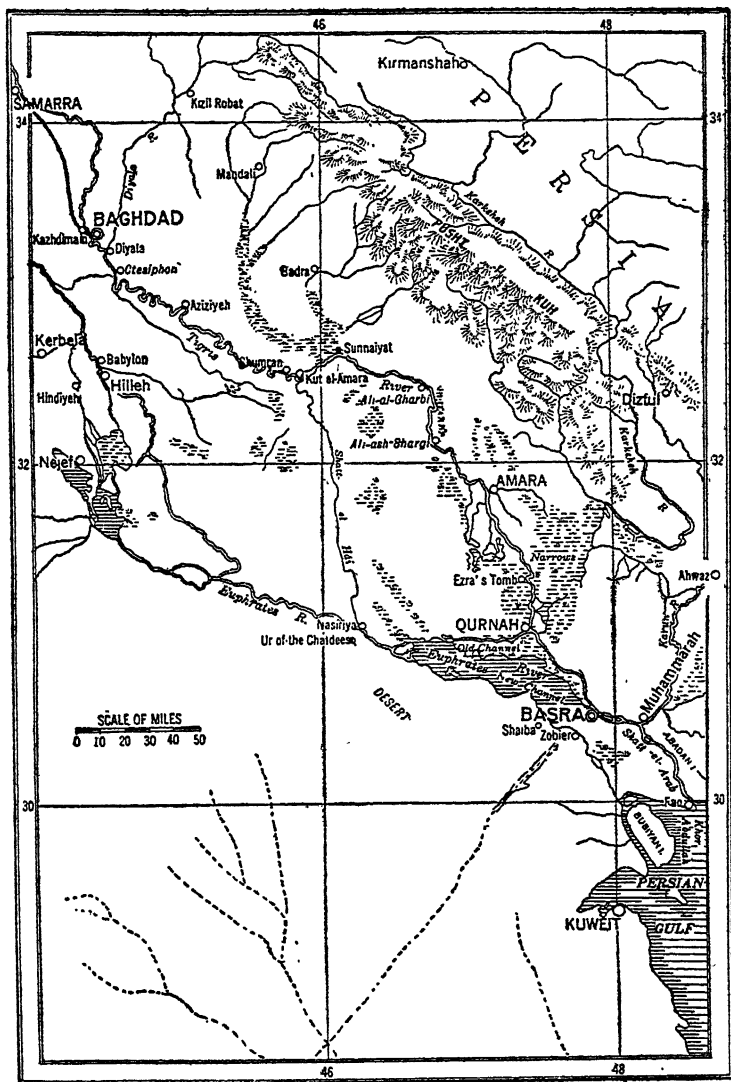 46
48
Kirmanshah
PERSIA
SAMARRA
Kizil Robat
34
34
Diyala
R.
Mandali
Karkheh
R
BAGHDAD
Kazhdimain
Diyala
PUSHT
Ctesiphon
Badra
KUH
Aziziyeh
Kerbela
Tigris
Babylon
Shumran
Sunnaiyat
Hilleh
Kut el-Amara
River
Hindiyeh
Ali-al-Gharbi
Dizful
Ali-ash-Shargi
Karkheh
R
Nejef
32
32
Shatt
el
Hai
AMARA
Narrows
Ezra's Tomb
Ahwaz
Euphrates R.
Nasiriya
QURNAH
Karun
Ur of the Chaldees
Old Channel
Euphrates
River
New Channel
Muhammarah
DESERT
BASRA
SCALE OF MILES
0 10 20 30 40 50
Shaiba
Zobier
ABADAN I
Shatt-el-Arab
30
30
Fao
BUBIYAN I.
Khor
Abdullah
PERSIAN
GULF
KUWEIT
46
48